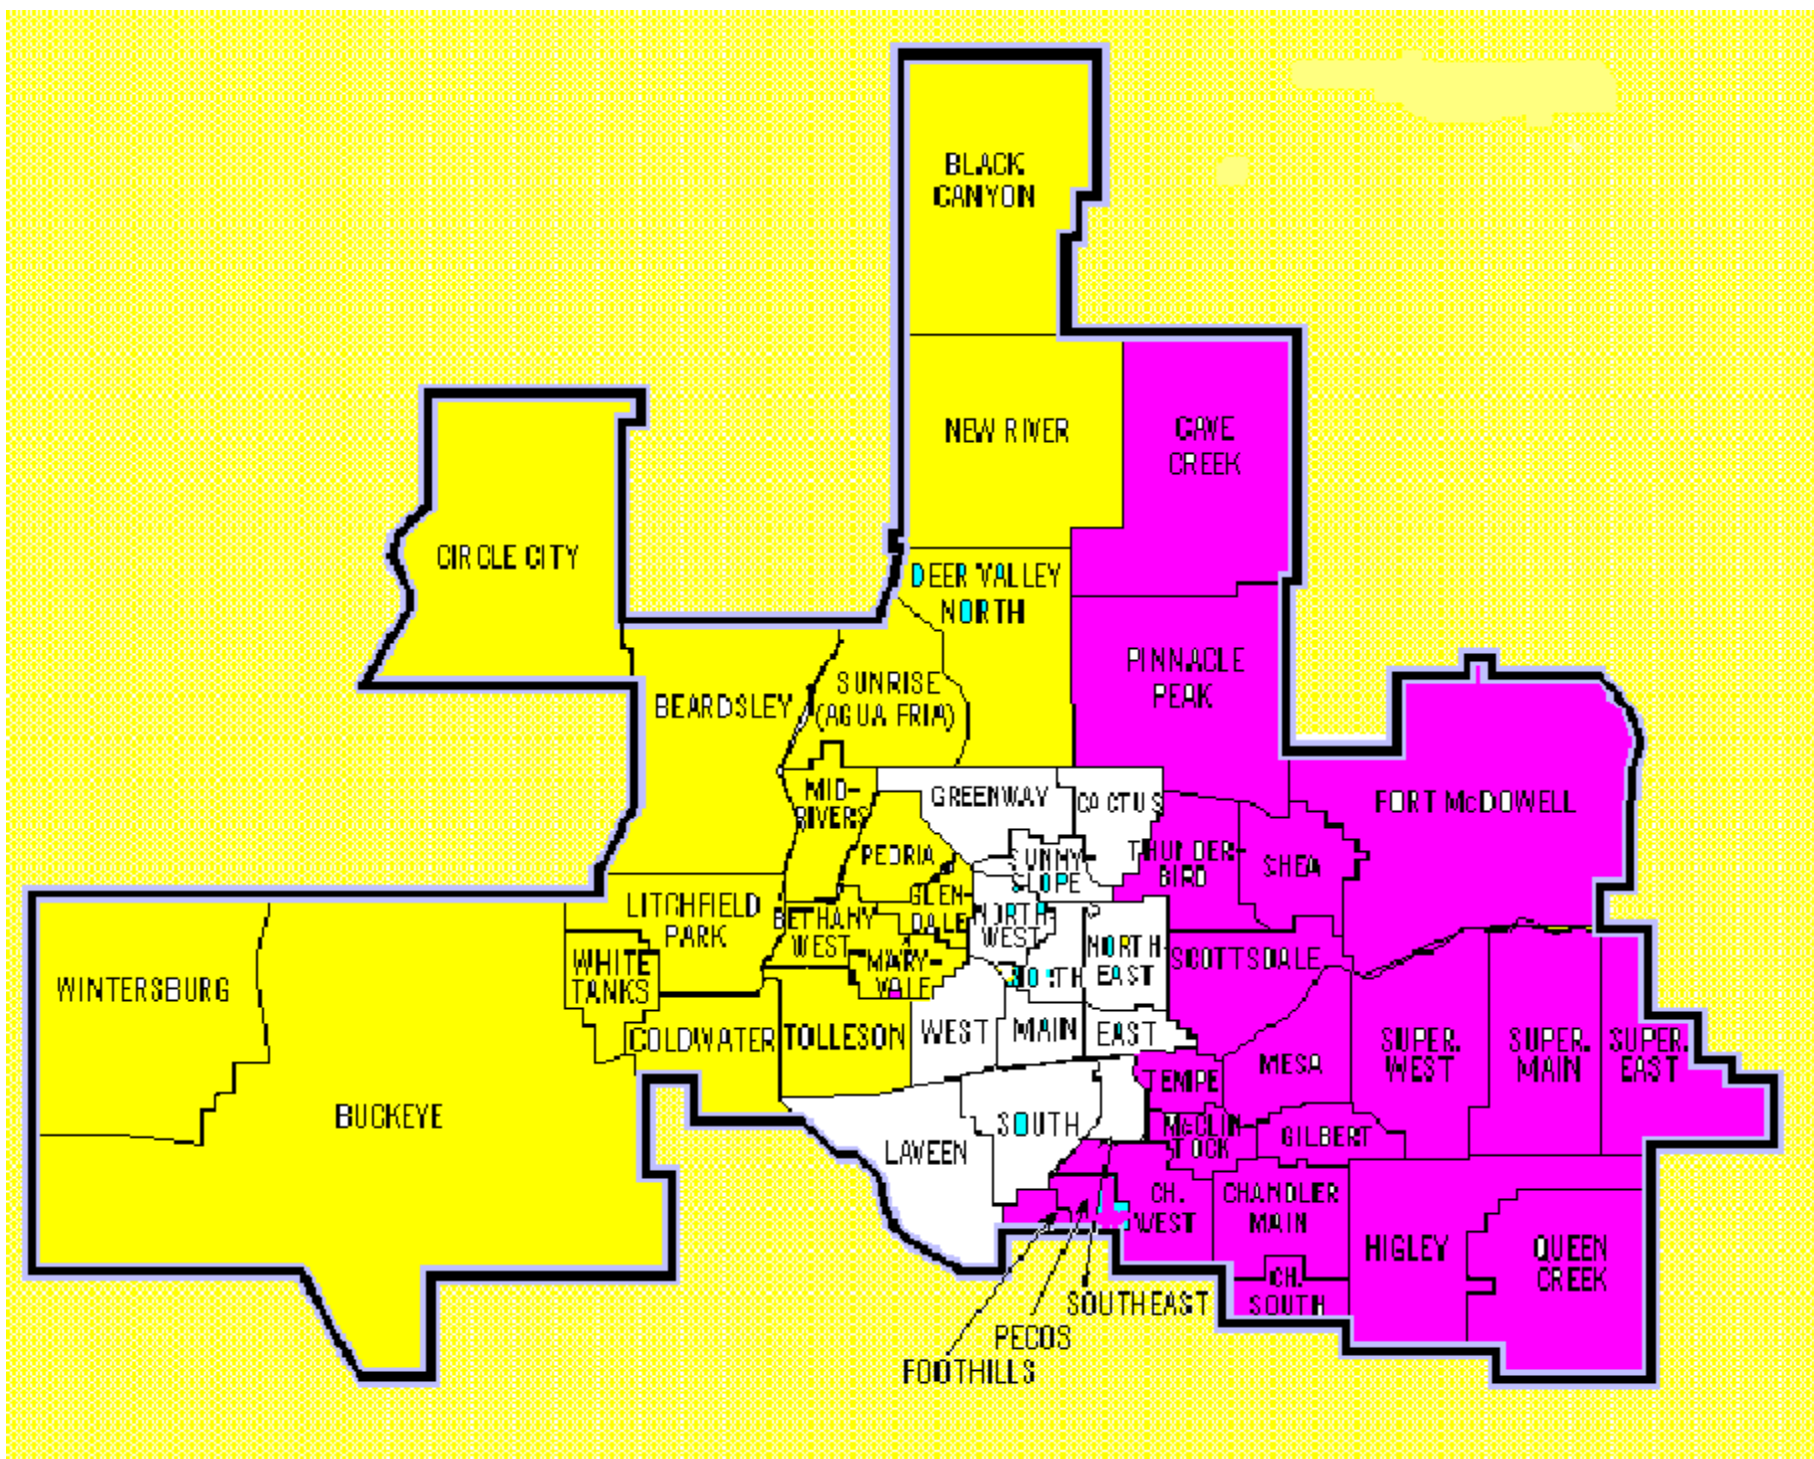 BLACK
CANYON
NEW RIVER
CAVE
CREEK
CIRCLE CITY
DEER VALLEY
NORTH
PINNACLE
PEAK
BEARDSLEY
SUNRISE
(AGUA FRIA)
MID-
RIVERS
GREENWAY
CACTUS
FORT McDOWELL
PEORIA
SUNNY-
SLOPE
THUNDER-
BIRD
SHEA
LITCHFIELD
PARK
BETHANY
WEST
GLEN-
DALE
NORTH-
WEST
NORTH-
EAST
WHITE
TANKS
MARY-
VALE
NORTH
SCOTTSDALE
WINTERSBURG
COLDWATER
TOLLESON
WEST
MAIN
EAST
SUPER.
WEST
SUPER.
MAIN
SUPER.
EAST
TEMPE
MESA
BUCKEYE
LAVEEN
SOUTH
McCLIN
TOCK
GILBERT
CH.
WEST
CHANDLER
MAIN
HIGLEY
QUEEN
CREEK
CH.
SOUTH
SOUTHEAST
PECOS
FOOTHILLS